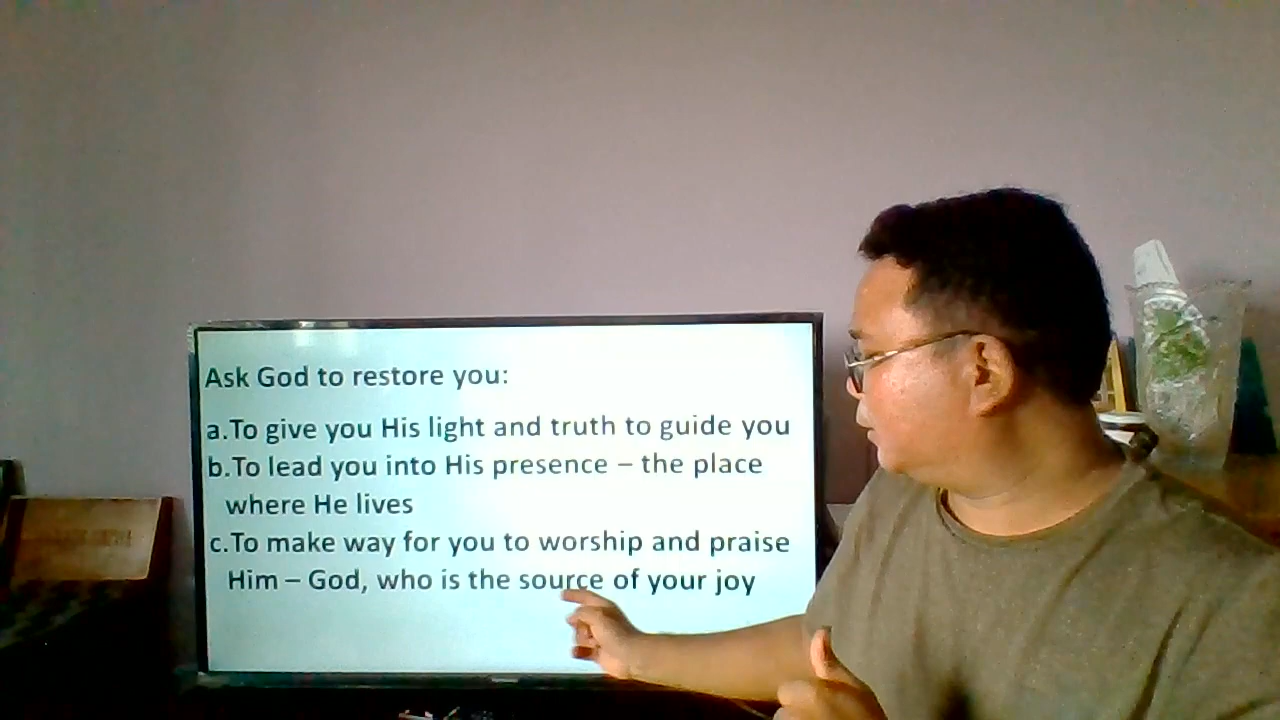 Ask God to restore you:
a.To give you His light and truth to guide you
b.To lead you into His presence – the place
where He lives
c.To make way for you to worship and praise
Him – God, who is the source of your joy